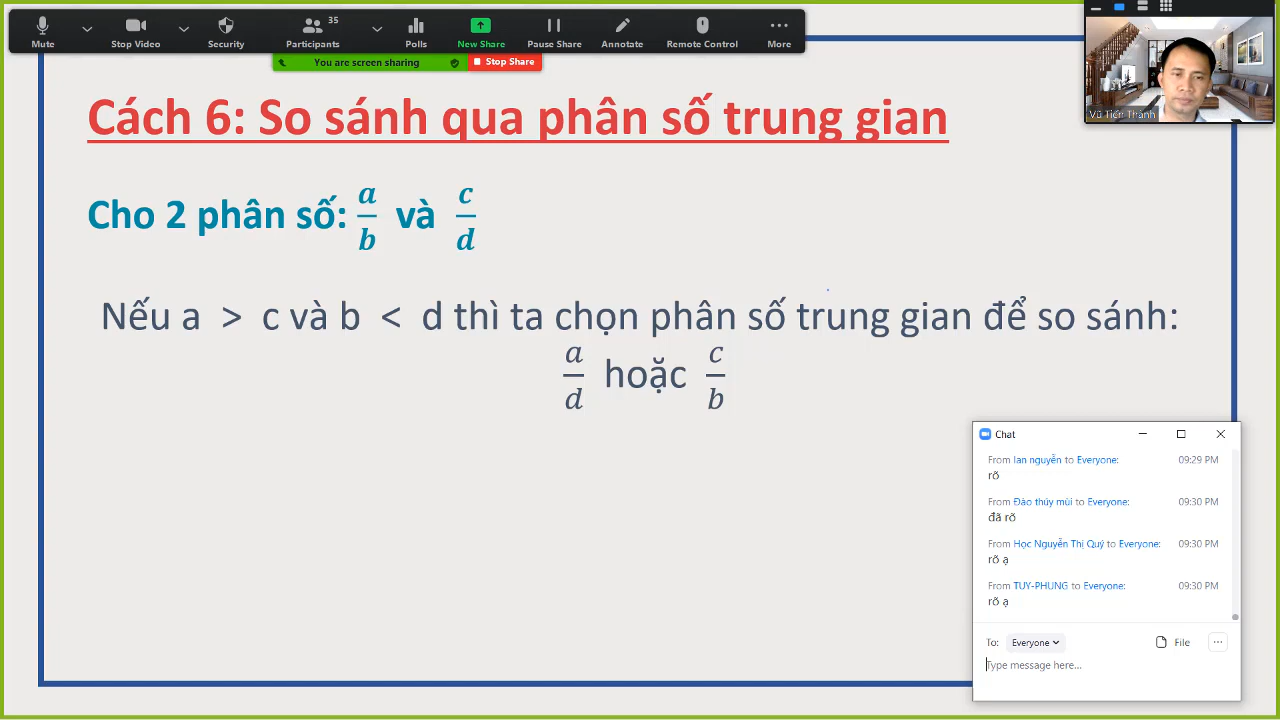 Mute
Stop Video
Security
Participants
35
Polls
New Share
Pause Share
Annotate
Remote Control
More
You are screen sharing
Stop Share
Vũ Tiến Thành
Cách 6: So sánh qua phân số trung gian
Cho 2 phân số: a/b và c/d
Nếu a > c và b < d thì ta chọn phân số trung gian để so sánh:
a/d hoặc c/b
Chat
From lan nguyễn to Everyone: 09:29 PM
rõ
From Đào thúy mùi to Everyone: 09:30 PM
đã rõ
From Học Nguyễn Thị Quý to Everyone: 09:30 PM
rõ ạ
From TUY-PHUNG to Everyone: 09:30 PM
rõ ạ
To: Everyone File
Type message here...